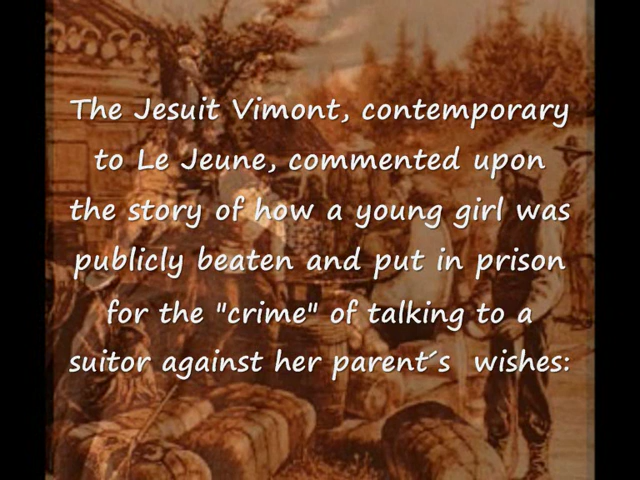 The Jesuit Vimont, contemporary
to Le Jeune, commented upon
the story of how a young girl was
publicly beaten and put in prison
for the "crime" of talking to a
suitor against her parent´s  wishes: